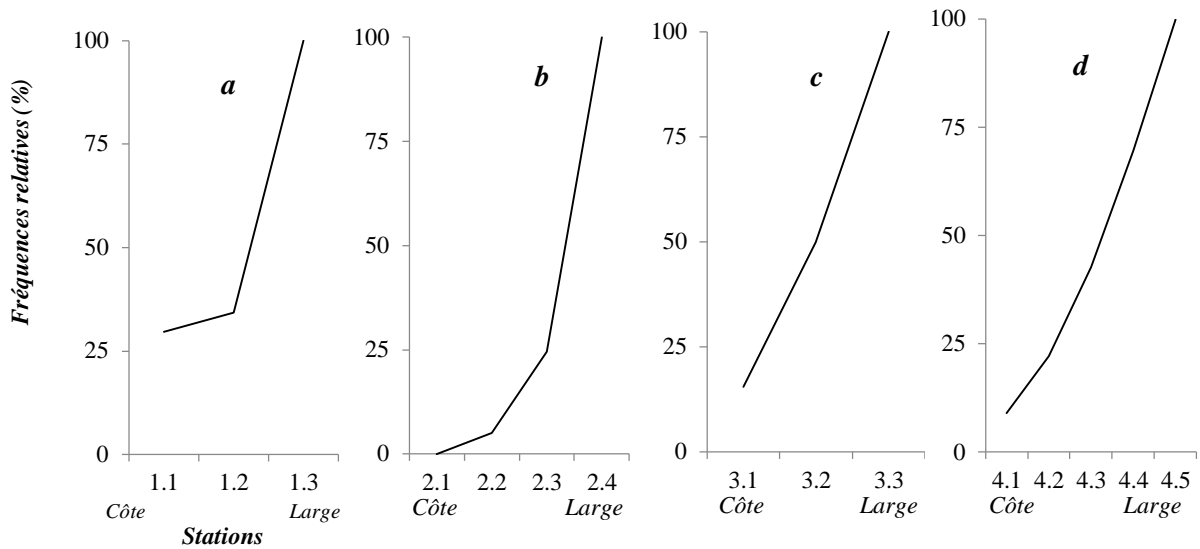 Fréquences relatives (%)
100
75
50
25
0
a
1.1 1.2 1.3
Côte Large
Stations
100
75
50
25
0
b
2.1 2.2 2.3 2.4
Côte Large
100
75
50
25
0
c
3.1 3.2 3.3
Côte Large
100
75
50
25
0
d
4.1 4.2 4.3 4.4 4.5
Côte Large